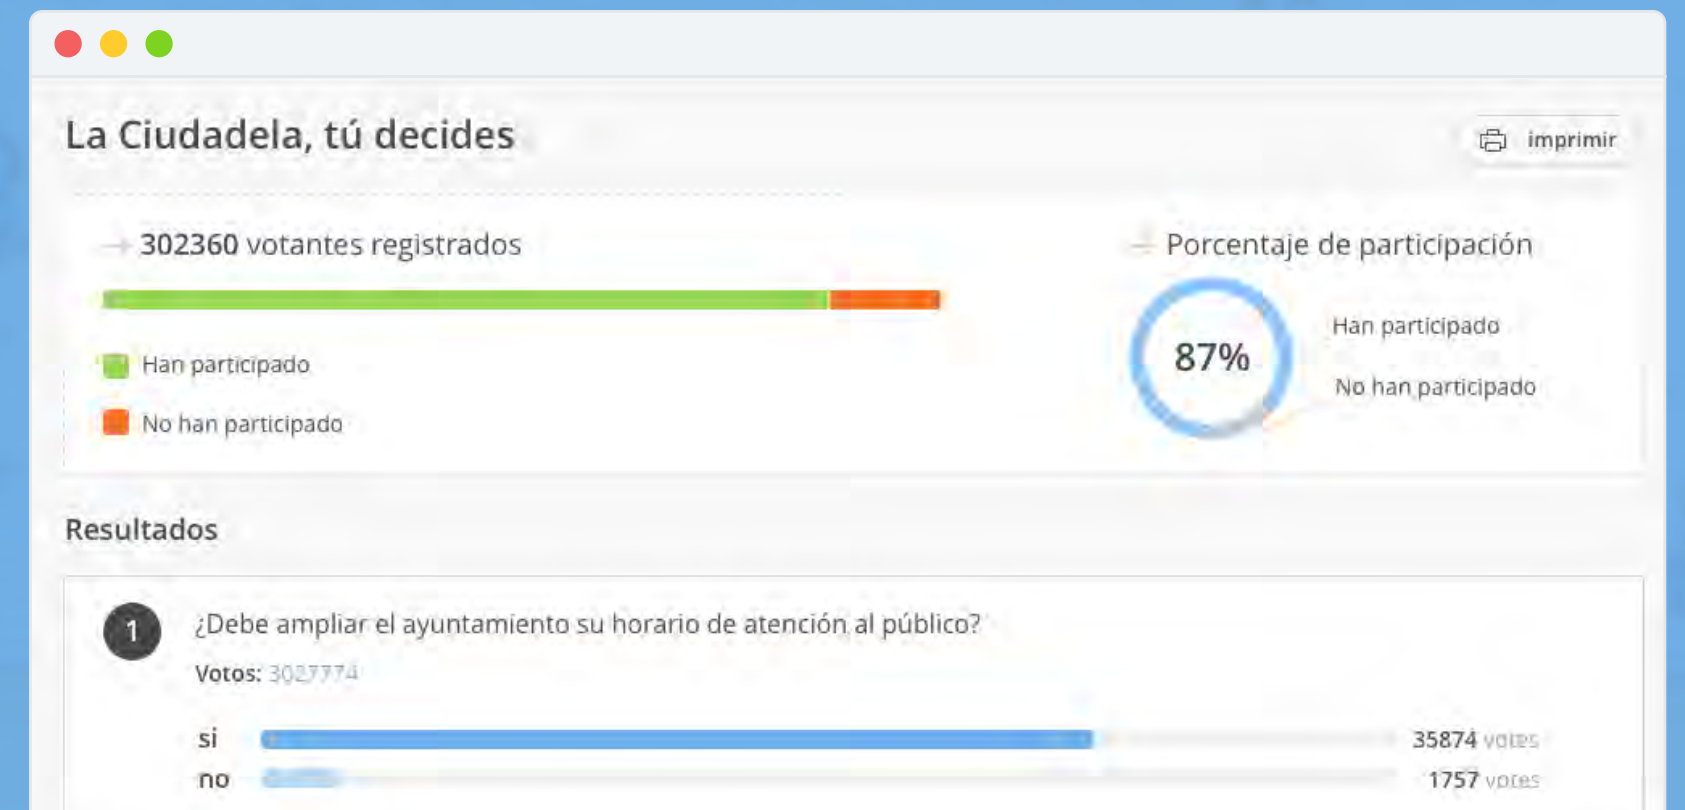 La Ciudadela, tú decides
imprimir
302360 votantes registrados
Han participado
No han participado
Porcentaje de participación
87%
Han participado
No han participado
Resultados
1
¿Debe ampliar el ayuntamiento su horario de atención al público?
Votos: 3027774
si
35874 votes
no
1757 votes